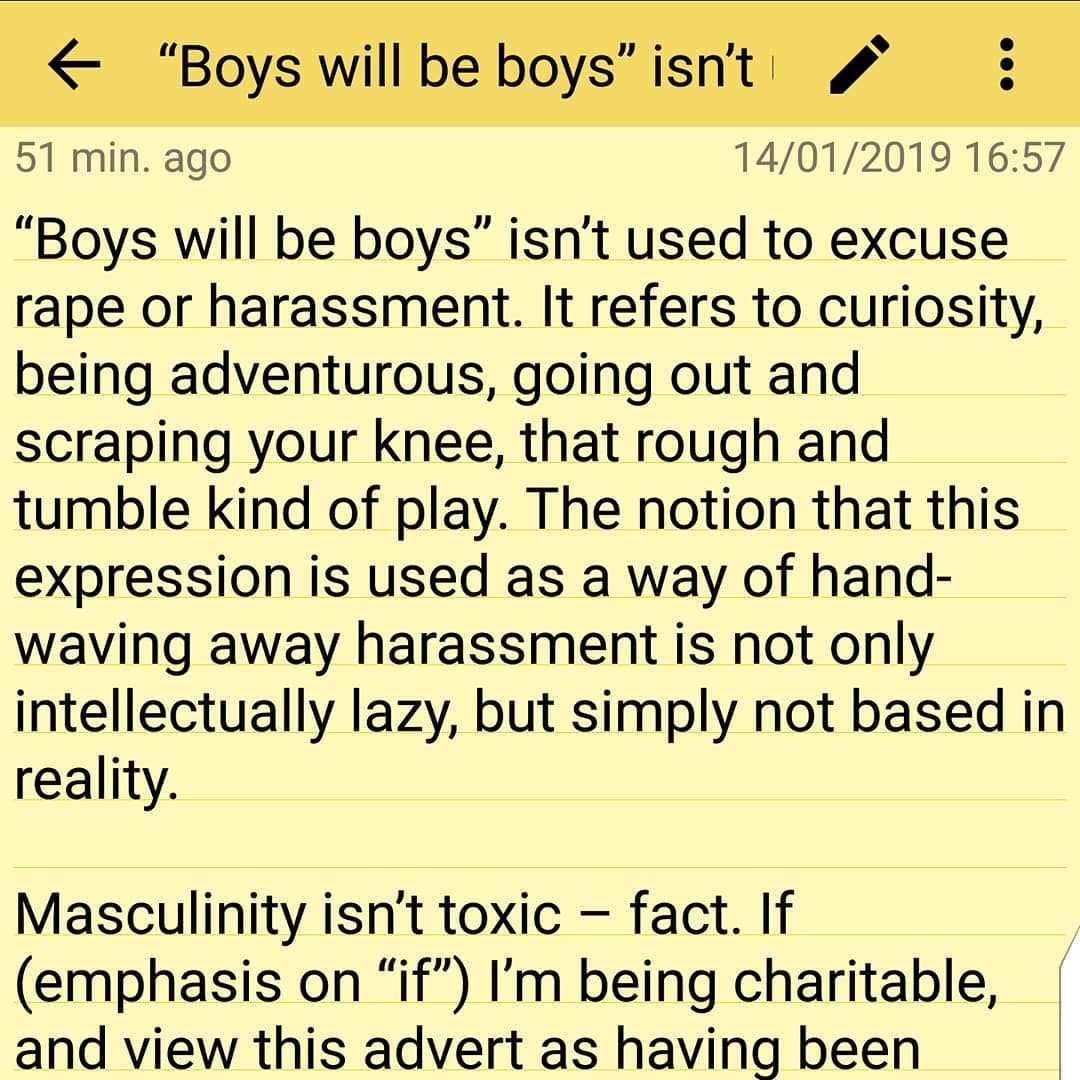 “Boys will be boys” isn’t
51 min. ago 14/01/2019 16:57
“Boys will be boys” isn’t used to excuse
rape or harassment. It refers to curiosity,
being adventurous, going out and
scraping your knee, that rough and
tumble kind of play. The notion that this
expression is used as a way of hand-
waving away harassment is not only
intellectually lazy, but simply not based in
reality.
Masculinity isn’t toxic – fact. If
(emphasis on “if”) I’m being charitable,
and view this advert as having been